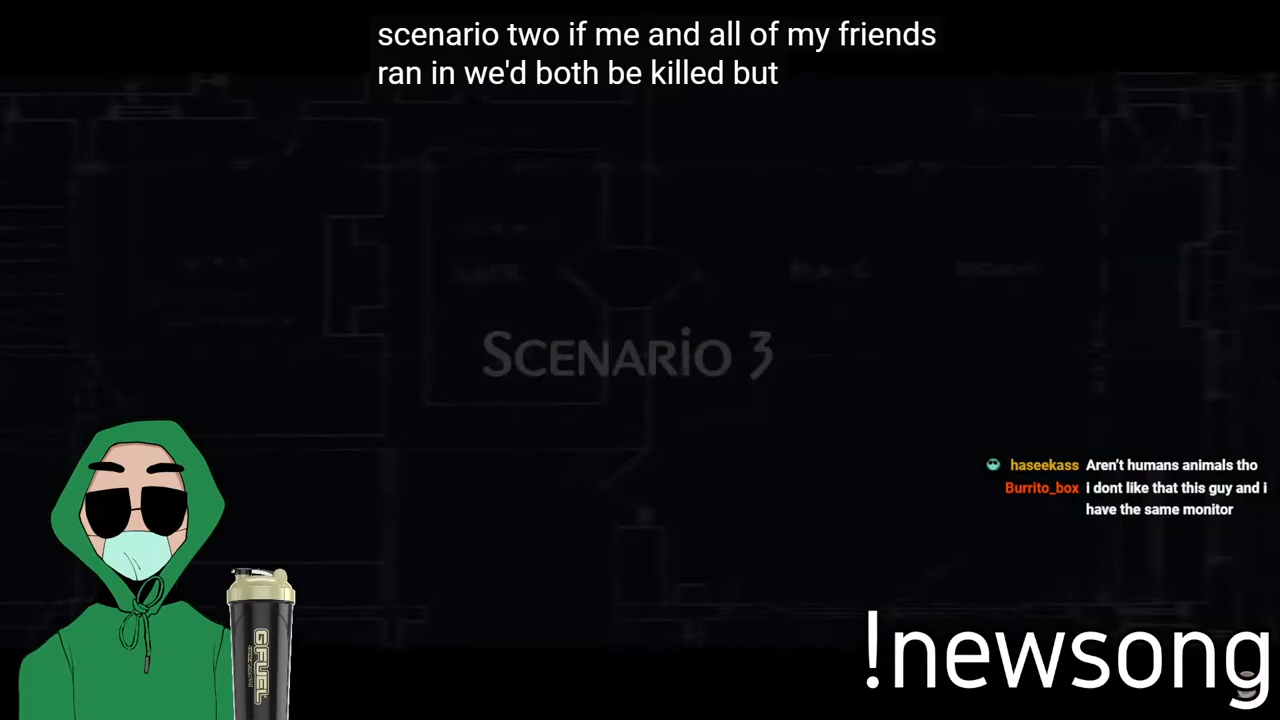 scenario two if me and all of my friends
ran in we'd both be killed but
SCENARiO 3
haseekass Aren't humans animals tho
Burrito_box i dont like that this guy and i
have the same monitor
GFUEL
!newsong